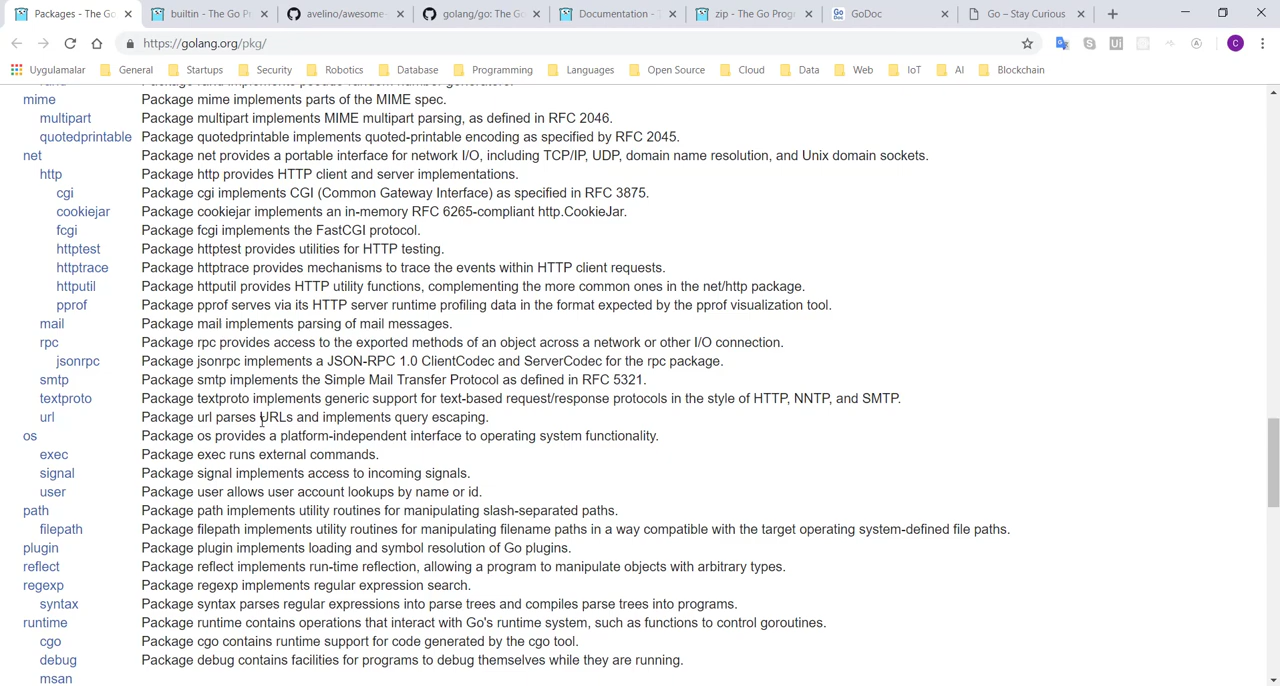 Packages - The Go
builtin - The Go P
avelino/awesome-
golang/go: The G
Documentation - T
zip - The Go Prog
Go Doc GoDoc
Go – Stay Curious
https://golang.org/pkg/
Ui
C
Uygulamalar General Startups Security Robotics Database Programming Languages Open Source Cloud Data Web IoT AI Blockchain
mime Package mime implements parts of the MIME spec.
multipart Package multipart implements MIME multipart parsing, as defined in RFC 2046.
quotedprintable Package quotedprintable implements quoted-printable encoding as specified by RFC 2045.
net Package net provides a portable interface for network I/O, including TCP/IP, UDP, domain name resolution, and Unix domain sockets.
http Package http provides HTTP client and server implementations.
cgi Package cgi implements CGI (Common Gateway Interface) as specified in RFC 3875.
cookiejar Package cookiejar implements an in-memory RFC 6265-compliant http.CookieJar.
fcgi Package fcgi implements the FastCGI protocol.
httptest Package httptest provides utilities for HTTP testing.
httptrace Package httptrace provides mechanisms to trace the events within HTTP client requests.
httputil Package httputil provides HTTP utility functions, complementing the more common ones in the net/http package.
pprof Package pprof serves via its HTTP server runtime profiling data in the format expected by the pprof visualization tool.
mail Package mail implements parsing of mail messages.
rpc Package rpc provides access to the exported methods of an object across a network or other I/O connection.
jsonrpc Package jsonrpc implements a JSON-RPC 1.0 ClientCodec and ServerCodec for the rpc package.
smtp Package smtp implements the Simple Mail Transfer Protocol as defined in RFC 5321.
textproto Package textproto implements generic support for text-based request/response protocols in the style of HTTP, NNTP, and SMTP.
url Package url parses URLs and implements query escaping.
os Package os provides a platform-independent interface to operating system functionality.
exec Package exec runs external commands.
signal Package signal implements access to incoming signals.
user Package user allows user account lookups by name or id.
path Package path implements utility routines for manipulating slash-separated paths.
filepath Package filepath implements utility routines for manipulating filename paths in a way compatible with the target operating system-defined file paths.
plugin Package plugin implements loading and symbol resolution of Go plugins.
reflect Package reflect implements run-time reflection, allowing a program to manipulate objects with arbitrary types.
regexp Package regexp implements regular expression search.
syntax Package syntax parses regular expressions into parse trees and compiles parse trees into programs.
runtime Package runtime contains operations that interact with Go's runtime system, such as functions to control goroutines.
cgo Package cgo contains runtime support for code generated by the cgo tool.
debug Package debug contains facilities for programs to debug themselves while they are running.
msan